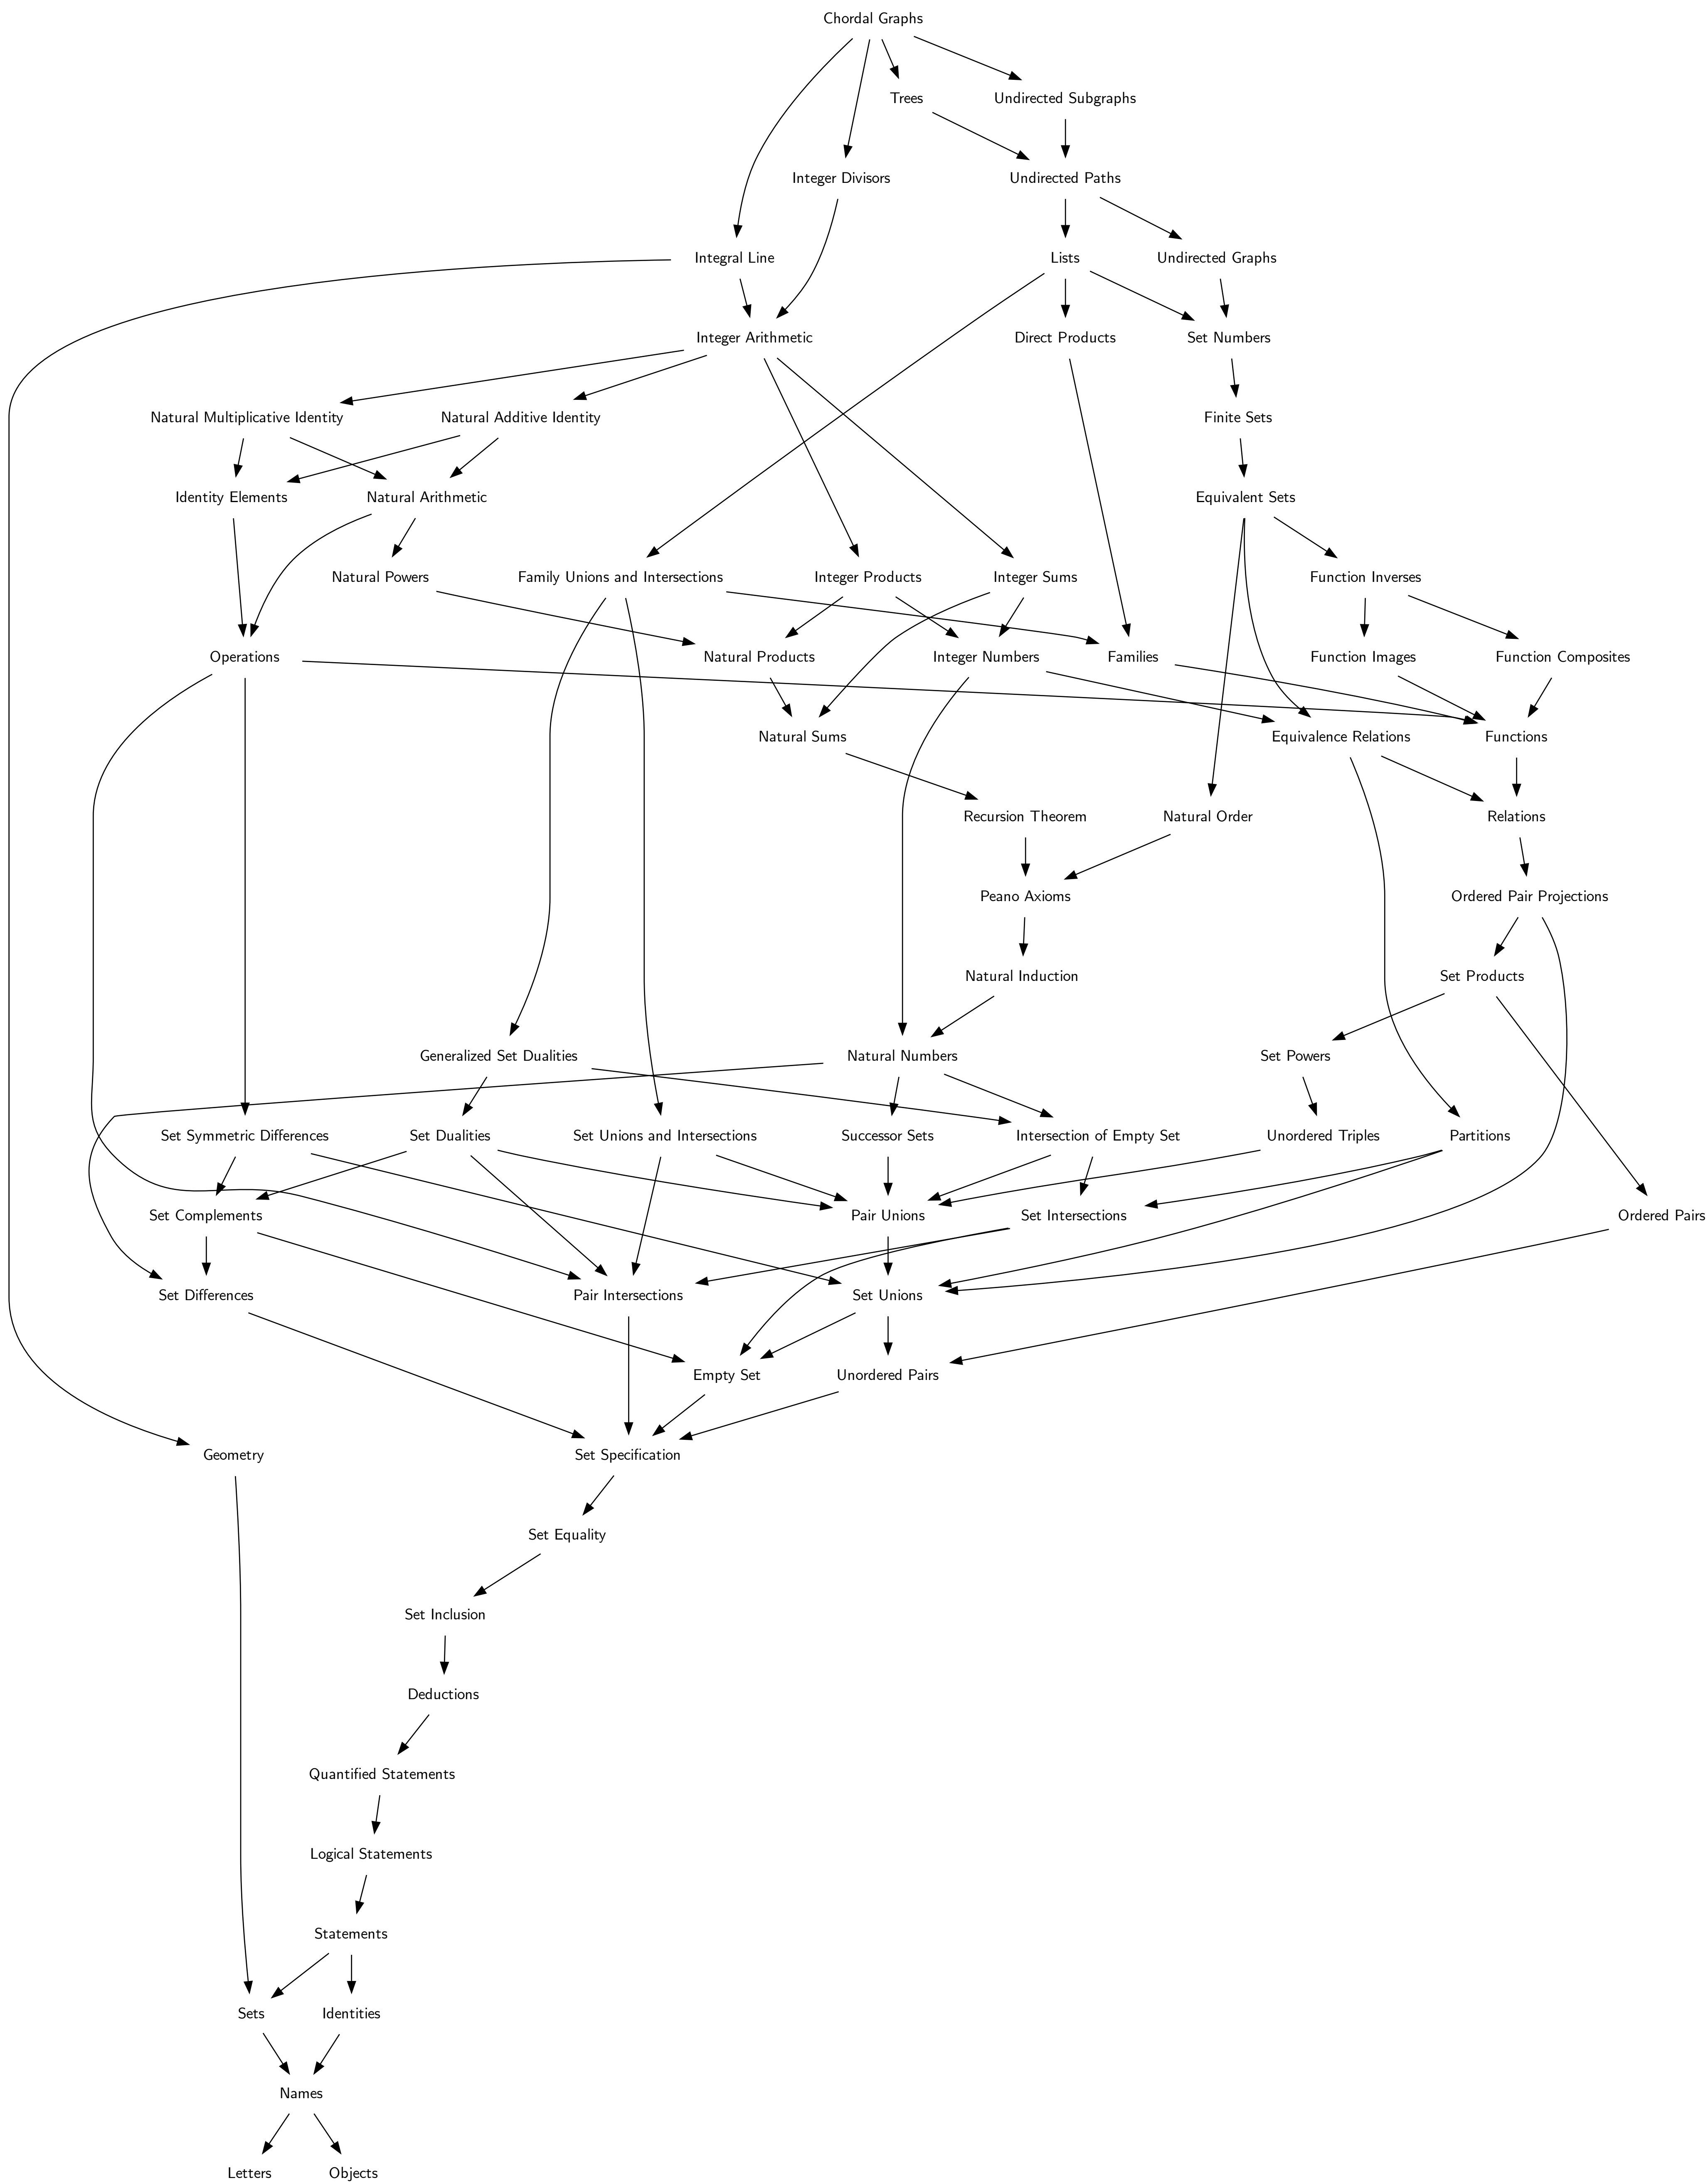 Chordal Graphs
Trees
Undirected Subgraphs
Integer Divisors
Undirected Paths
Integral Line
Lists
Undirected Graphs
Integer Arithmetic
Direct Products
Set Numbers
Natural Multiplicative Identity
Natural Additive Identity
Finite Sets
Identity Elements
Natural Arithmetic
Equivalent Sets
Natural Powers
Family Unions and Intersections
Integer Products
Integer Sums
Function Inverses
Operations
Natural Products
Integer Numbers
Families
Function Images
Function Composites
Natural Sums
Equivalence Relations
Functions
Recursion Theorem
Natural Order
Relations
Peano Axioms
Ordered Pair Projections
Natural Induction
Set Products
Generalized Set Dualities
Natural Numbers
Set Powers
Set Symmetric Differences
Set Dualities
Set Unions and Intersections
Successor Sets
Intersection of Empty Set
Unordered Triples
Partitions
Set Complements
Pair Unions
Set Intersections
Ordered Pairs
Set Differences
Pair Intersections
Set Unions
Empty Set
Unordered Pairs
Geometry
Set Specification
Set Equality
Set Inclusion
Deductions
Quantified Statements
Logical Statements
Statements
Sets
Identities
Names
Letters
Objects